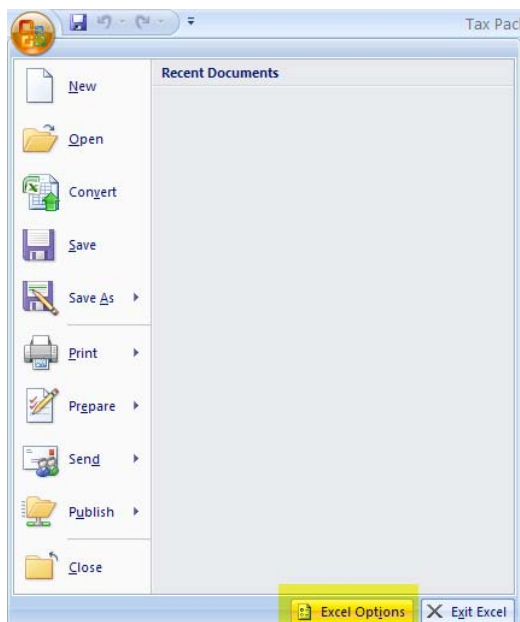 Tax Pac
Recent Documents
New
Open
Convert
Save
Save As
Print
Prepare
Send
Publish
Close
Excel Options
Exit Excel